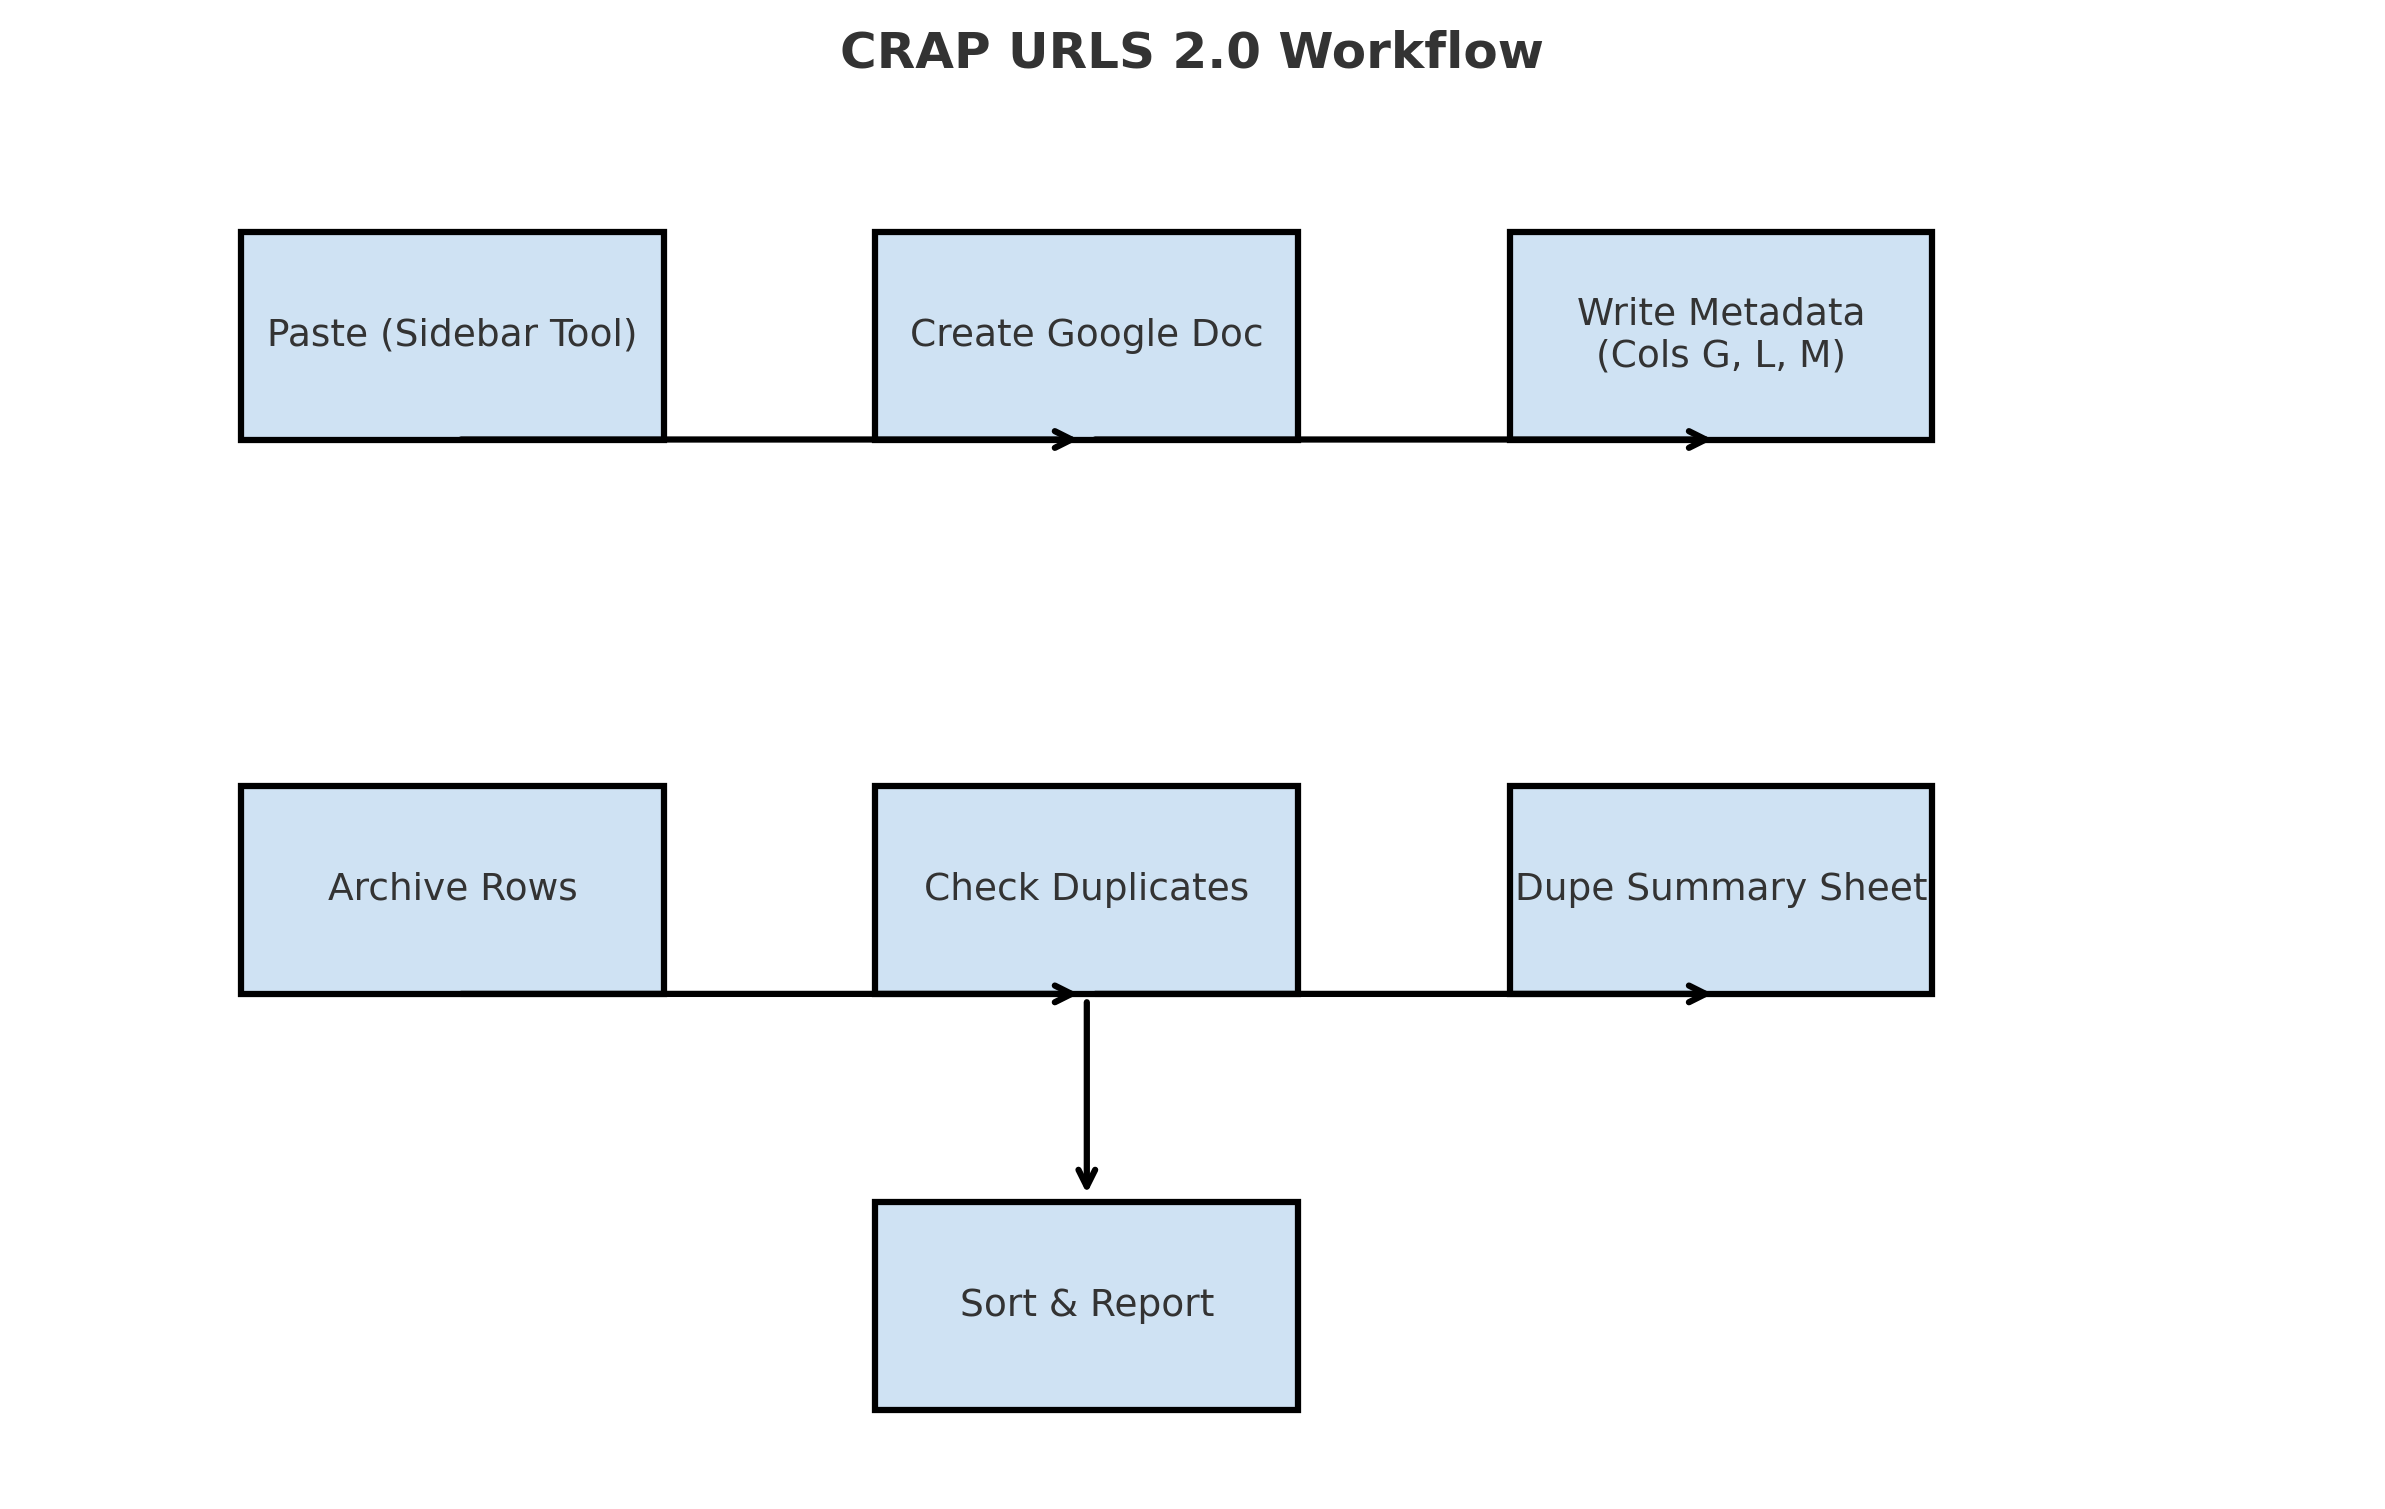 CRAP URLS 2.0 Workflow
Paste (Sidebar Tool)
Create Google Doc
Write Metadata
(Cols G, L, M)
Archive Rows
Check Duplicates
Dupe Summary Sheet
Sort & Report